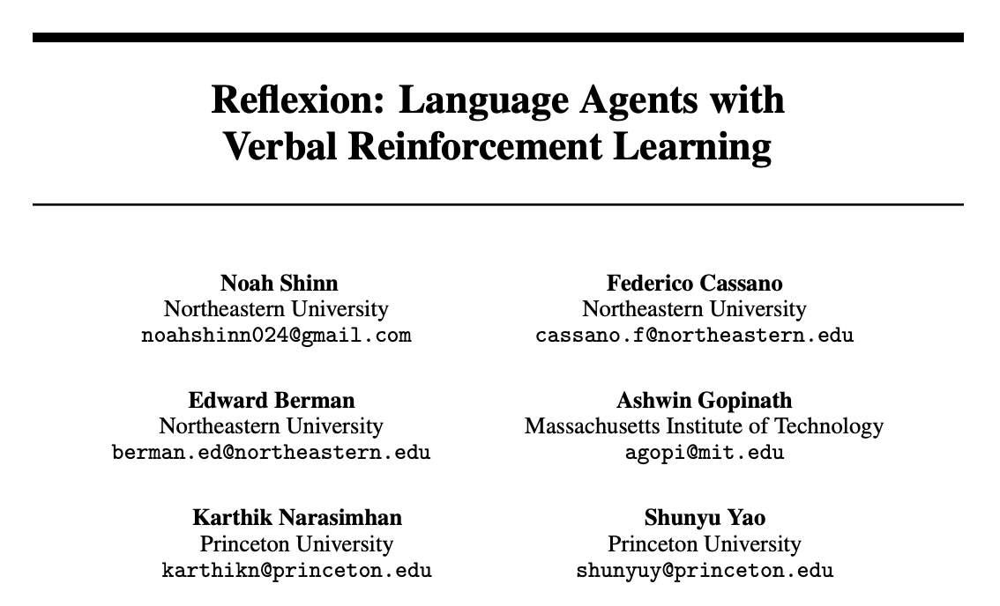 Reflexion: Language Agents with
Verbal Reinforcement Learning
Noah Shinn
Northeastern University
noahshinn024@gmail.com
Federico Cassano
Northeastern University
cassano.f@northeastern.edu
Edward Berman
Northeastern University
berman.ed@northeastern.edu
Ashwin Gopinath
Massachusetts Institute of Technology
agopi@mit.edu
Karthik Narasimhan
Princeton University
karthikn@princeton.edu
Shunyu Yao
Princeton University
shunyuy@princeton.edu